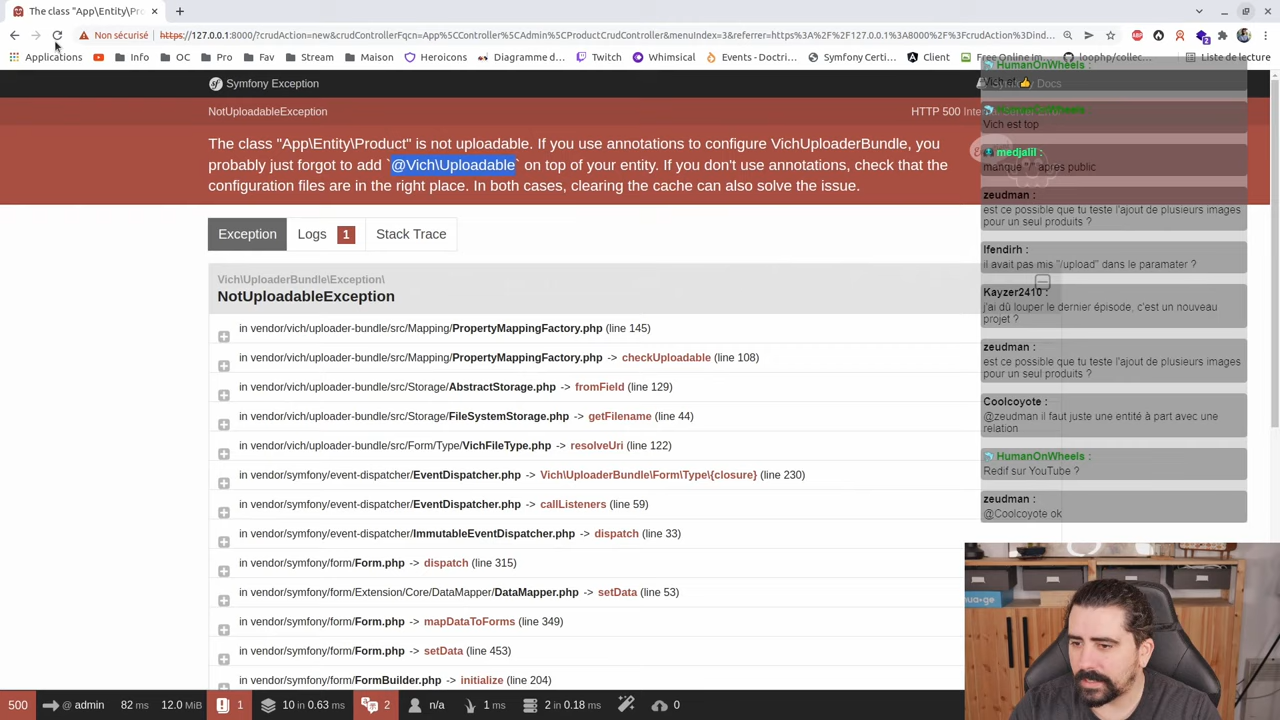 The class "App\Entity\Pro
Non sécurisé
https://127.0.0.1:8000/?crudAction=new&crudControllerFqcn=App%5CController%5CAdmin%5CProductCrudController&menuIndex=3&referrer=https%3A%2F%2F127.0.0.1%3A8000%2F%3FcrudAction%3Dind...
Applications
Info
OC
Pro
Fav
Stream
Maison
Heroicons
Diagramme d...
Twitch
Whimsical
Events - Doctri...
Symfony Certi...
Client
Free Online Im...
loophp/collec...
Liste de lecture
Symfony Exception
Symfony Docs
NotUploadableException
HTTP 500 Internal Server Error
The class "App\Entity\Product" is not uploadable. If you use annotations to configure VichUploaderBundle, you
probably just forgot to add `@Vich\Uploadable` on top of your entity. If you don't use annotations, check that the
configuration files are in the right place. In both cases, clearing the cache can also solve the issue.
Exception
Logs 1
Stack Trace
Vich\UploaderBundle\Exception\
NotUploadableException
in vendor/vich/uploader-bundle/src/Mapping/PropertyMappingFactory.php (line 145)
in vendor/vich/uploader-bundle/src/Mapping/PropertyMappingFactory.php -> checkUploadable (line 108)
in vendor/vich/uploader-bundle/src/Storage/AbstractStorage.php -> fromField (line 129)
in vendor/vich/uploader-bundle/src/Storage/FileSystemStorage.php -> getFilename (line 44)
in vendor/vich/uploader-bundle/src/Form/Type/VichFileType.php -> resolveUri (line 122)
in vendor/symfony/event-dispatcher/EventDispatcher.php -> Vich\UploaderBundle\Form\Type\{closure} (line 230)
in vendor/symfony/event-dispatcher/EventDispatcher.php -> callListeners (line 59)
in vendor/symfony/event-dispatcher/ImmutableEventDispatcher.php -> dispatch (line 33)
in vendor/symfony/form/Form.php -> dispatch (line 315)
in vendor/symfony/form/Extension/Core/DataMapper/DataMapper.php -> setData (line 53)
in vendor/symfony/form/Form.php -> mapDataToForms (line 349)
in vendor/symfony/form/Form.php -> setData (line 453)
in vendor/symfony/form/FormBuilder.php -> initialize (line 204)
HumanOnWheels :
HumanOnWheels :
Vich est top
medjalil :
manque "/" apres public
zeudman :
est ce possible que tu teste l'ajout de plusieurs images
pour un seul produits ?
lfendirh :
il avait pas mis "/upload" dans le paramater ?
Kayzer2410 :
j'ai dû louper le dernier épisode, c'est un nouveau
projet ?
zeudman :
est ce possible que tu teste l'ajout de plusieurs images
pour un seul produits ?
Coolcoyote :
@zeudman il faut juste une entité à part avec une
relation
HumanOnWheels :
Redif sur YouTube ?
zeudman :
@Coolcoyote ok
500
@ admin
82 ms
12.0 MiB
1
10 in 0.63 ms
2
n/a
1 ms
2 in 0.18 ms
0